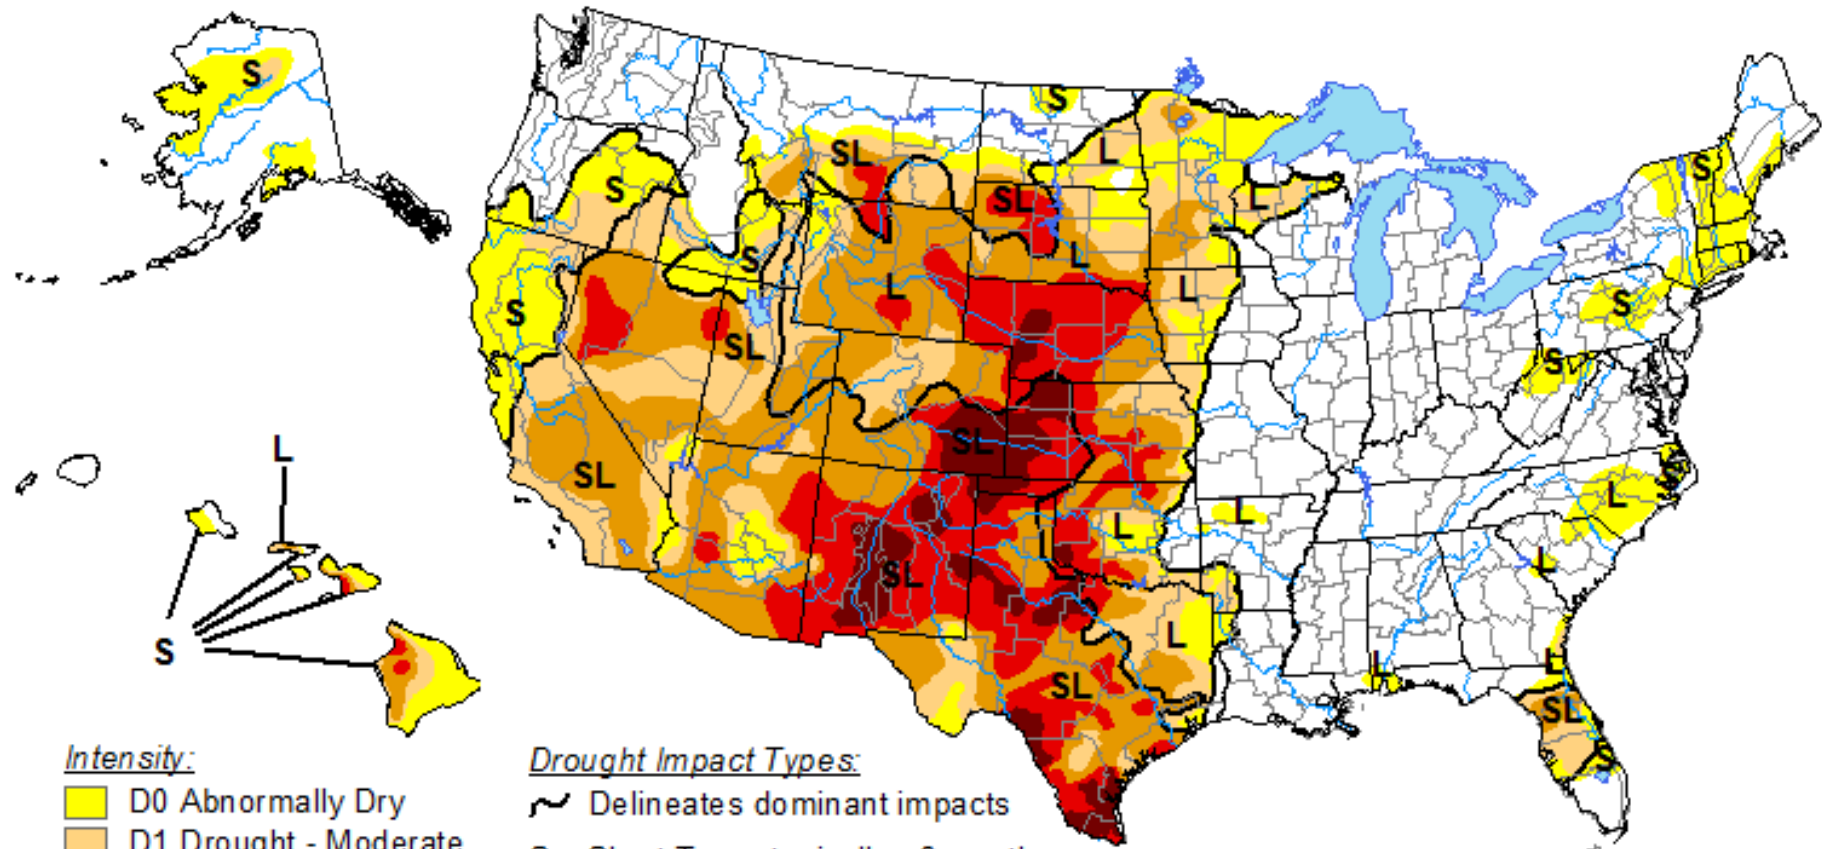 S
S
S
SL
L
S
SL
L
S
L
S
S
L
L
S
L
S
SL
S
L
SL
SL
L
L
L
L
SL
L
L
S
SL
L
L
SL
S
Intensity:
Drought Impact Types:
D0 Abnormally Dry
Delineates dominant impacts
D1 Drought - Moderate